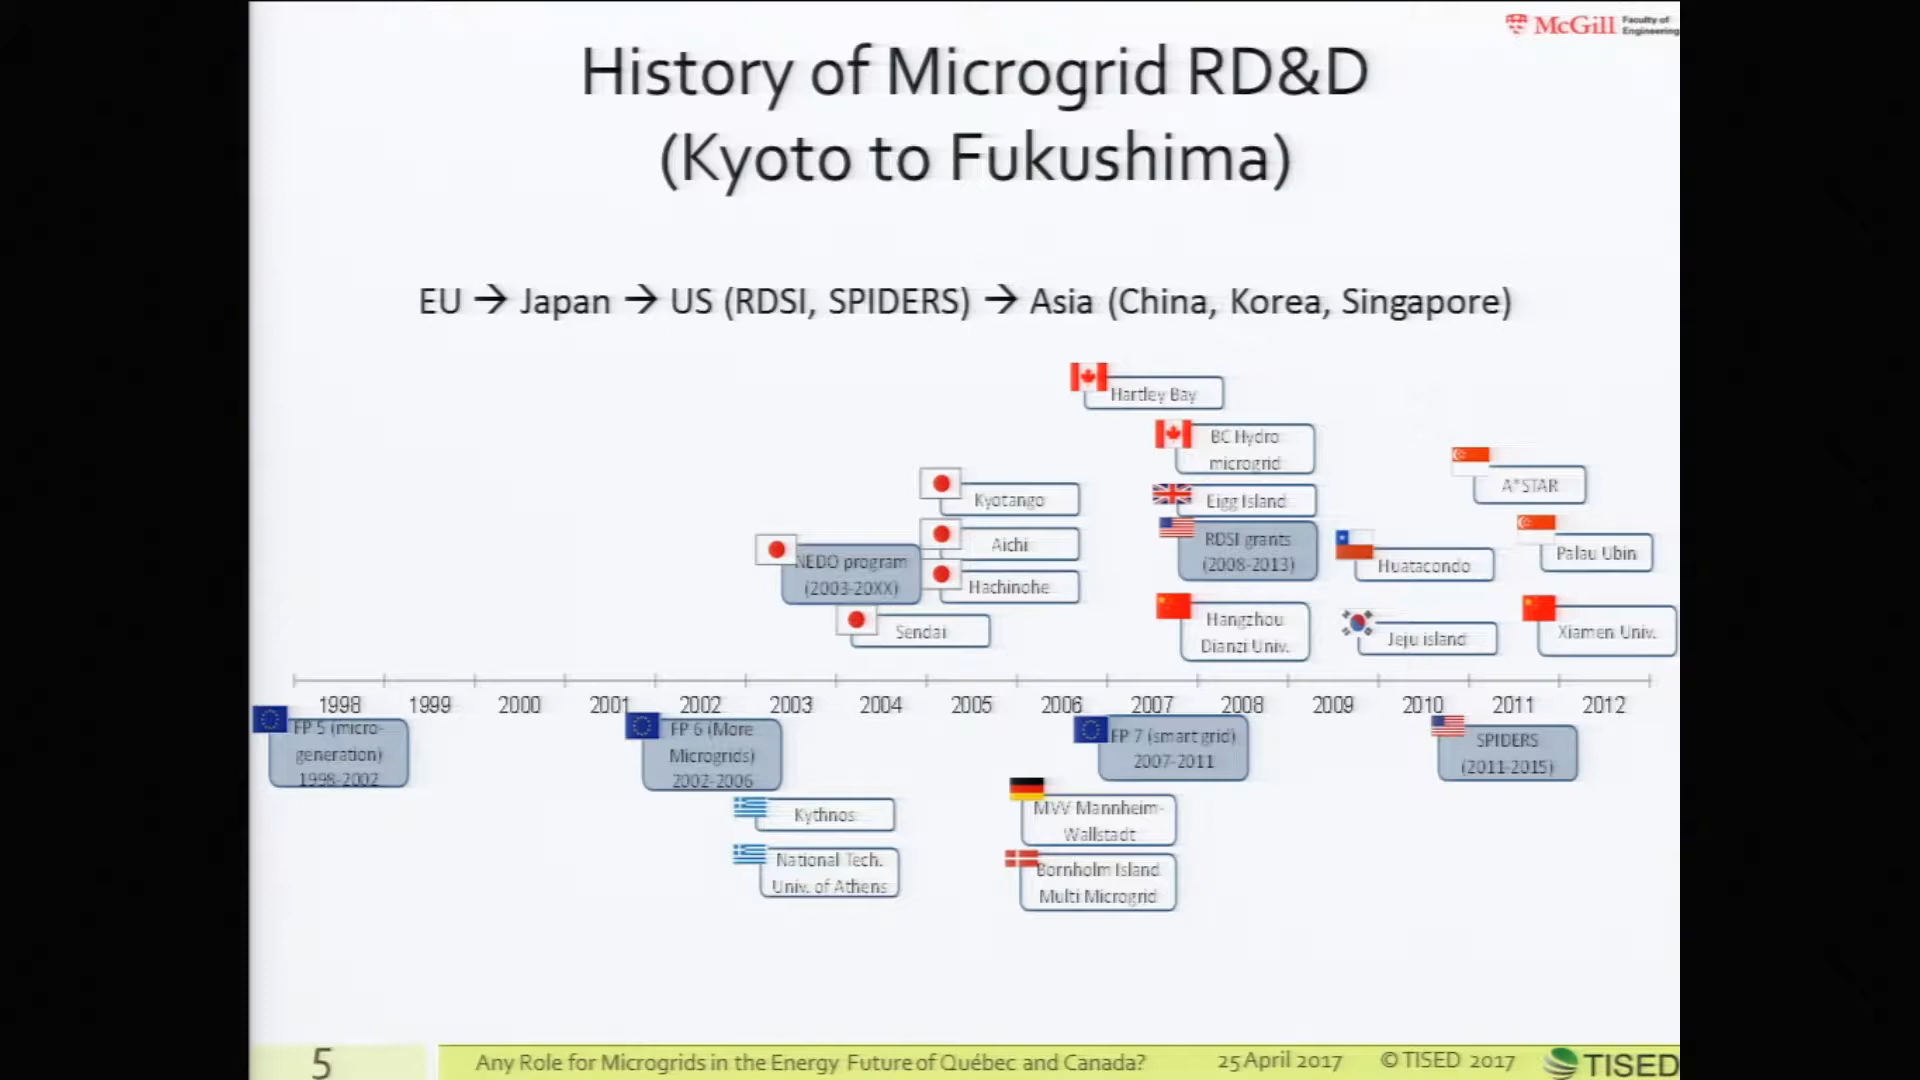 McGill Faculty of Engineering
History of Microgrid RD&D
(Kyoto to Fukushima)
EU → Japan → US (RDSI, SPIDERS) → Asia (China, Korea, Singapore)
Hartley Bay
BC Hydro
microgrid
Kyotango
Eigg Island
A*STAR
Aichi
RDSI grants
(2008-2013)
NEDO program
(2003-20XX)
Hachinohe
Huatacondo
Palau Ubin
Sendai
Hangzhou
Dianzi Univ.
Jeju island
Xiamen Univ.
1998 1999 2000 2001 2002 2003 2004 2005 2006 2007 2008 2009 2010 2011 2012
FP 5 (micro-
generation)
1998-2002
FP 6 (More
Microgrids)
2002-2006
FP 7 (smart grid)
2007-2011
SPIDERS
(2011-2015)
Kythnos
MVV Mannheim-
Wallstadt
National Tech.
Univ. of Athens
Bornholm Island
Multi Microgrid
5
Any Role for Microgrids in the Energy Future of Québec and Canada? 25 April 2017 © TISED 2017 TISED